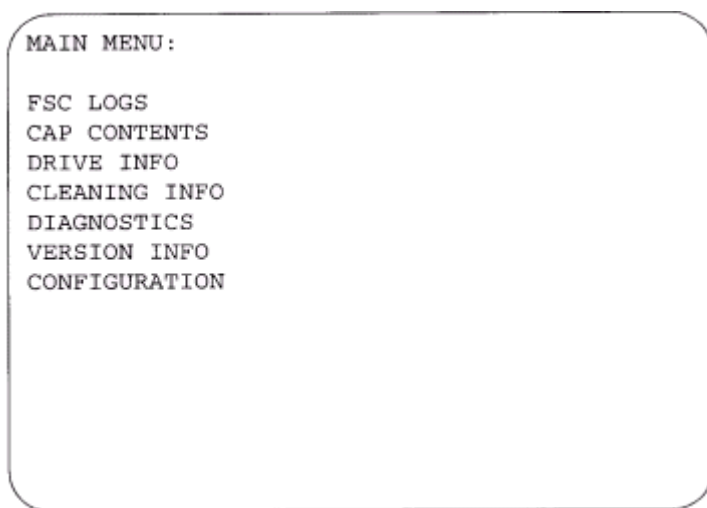 MAIN MENU:
FSC LOGS
CAP CONTENTS
DRIVE INFO
CLEANING INFO
DIAGNOSTICS
VERSION INFO
CONFIGURATION